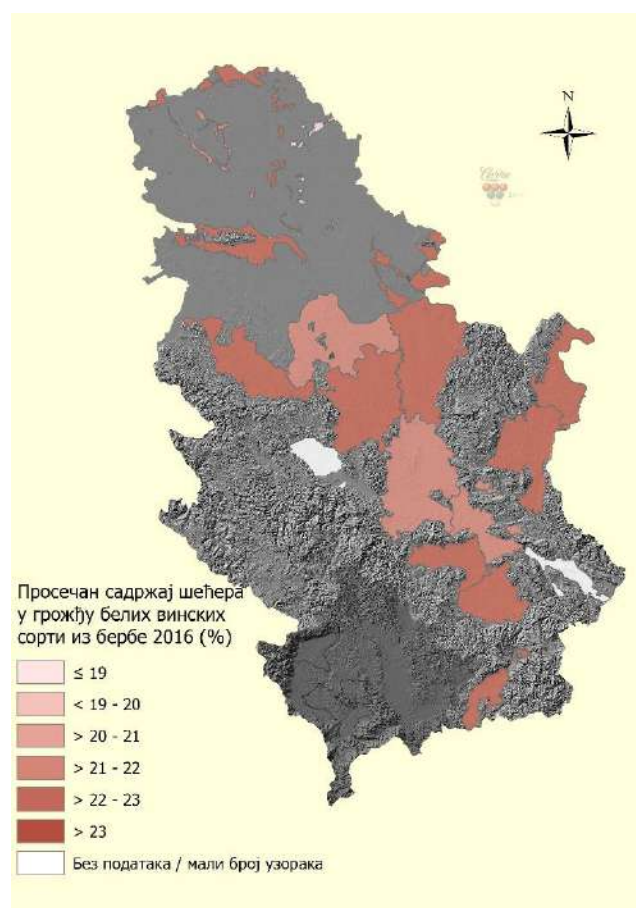 N
Просечан садржај шећера
у грожђу белих винских
сорти из бербе 2016 (%)
≤ 19
< 19 - 20
> 20 - 21
> 21 - 22
> 22 - 23
> 23
Без података / мали број узорака